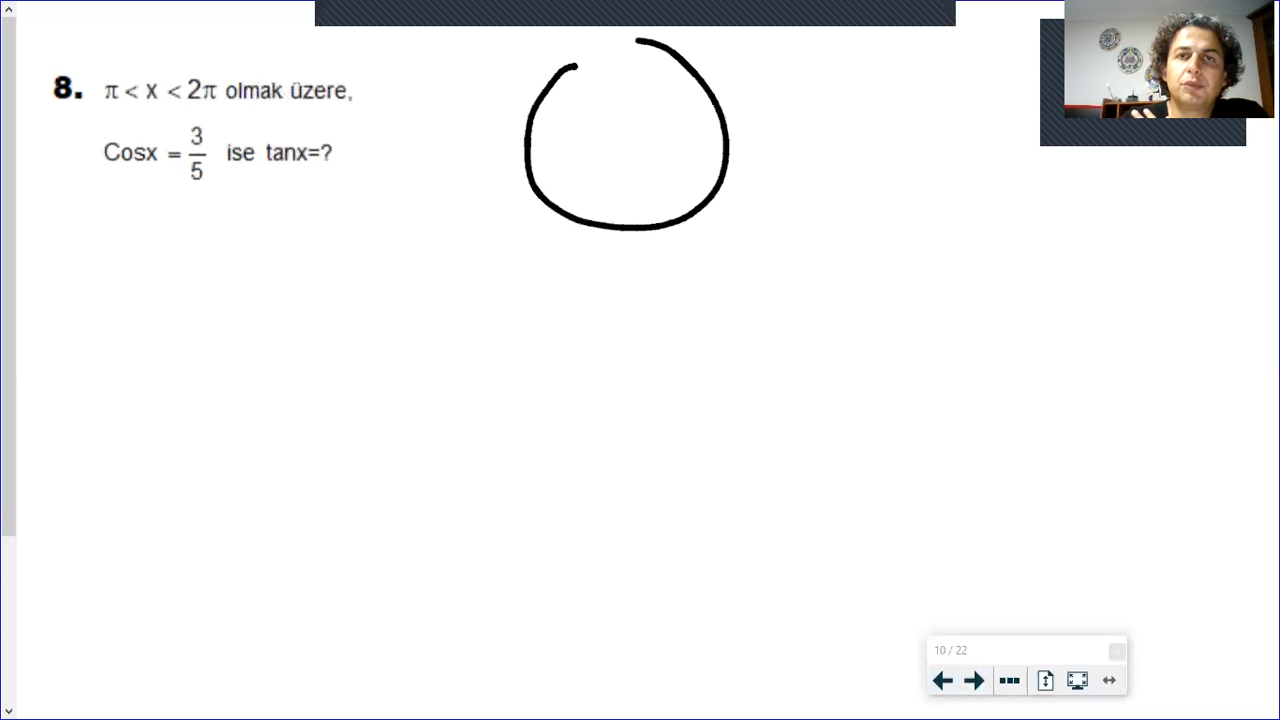 8. π < x < 2π olmak üzere,
Cosx = 3/5 ise tanx=?
10 / 22